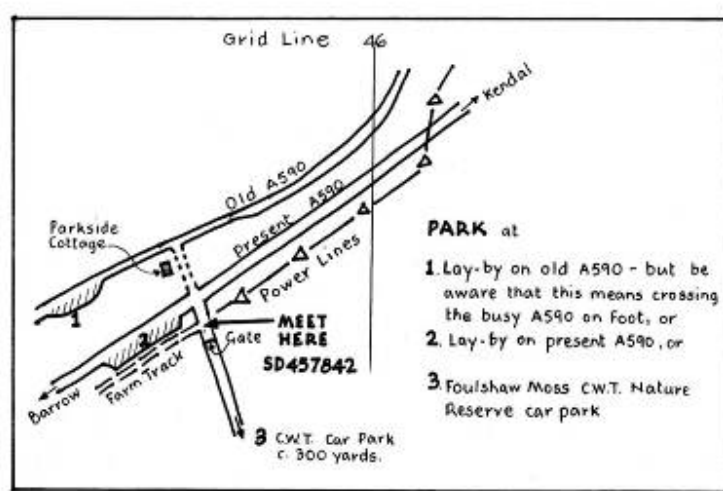 Grid Line 46
Kendal
Old A590
Present A590
Parkside
Cottage
Power Lines
PARK at
1. Lay-by on old A590 - but be
aware that this means crossing
the busy A590 on foot, or
2. Lay-by on present A590, or
3. Foulshaw Moss C.W.T. Nature
Reserve car park
1
2
MEET
HERE
SD457842
Gate
Farm Track
Barrow
3 C.W.T. Car Park
c. 300 yards.